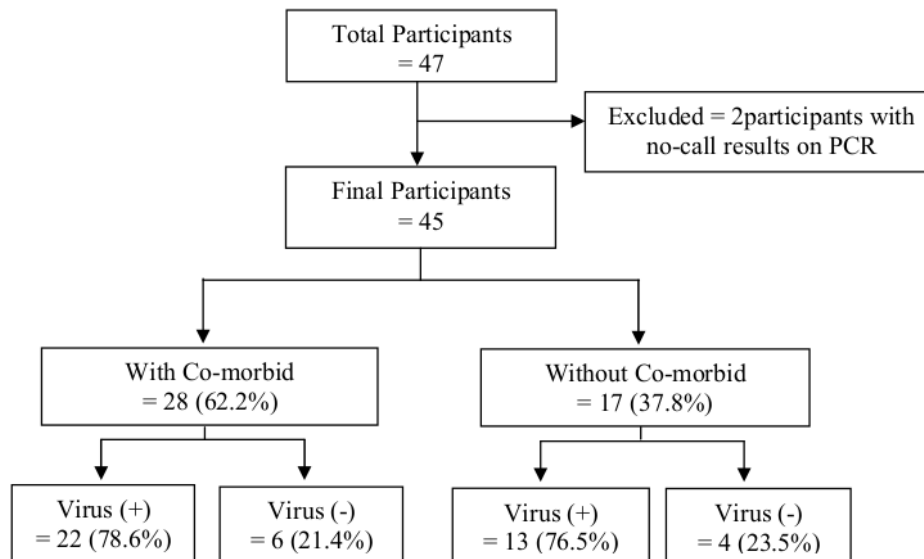 Total Participants
= 47
Excluded = 2participants with
no-call results on PCR
Final Participants
= 45
With Co-morbid
= 28 (62.2%)
Without Co-morbid
= 17 (37.8%)
Virus (+)
= 22 (78.6%)
Virus (-)
= 6 (21.4%)
Virus (+)
= 13 (76.5%)
Virus (-)
= 4 (23.5%)